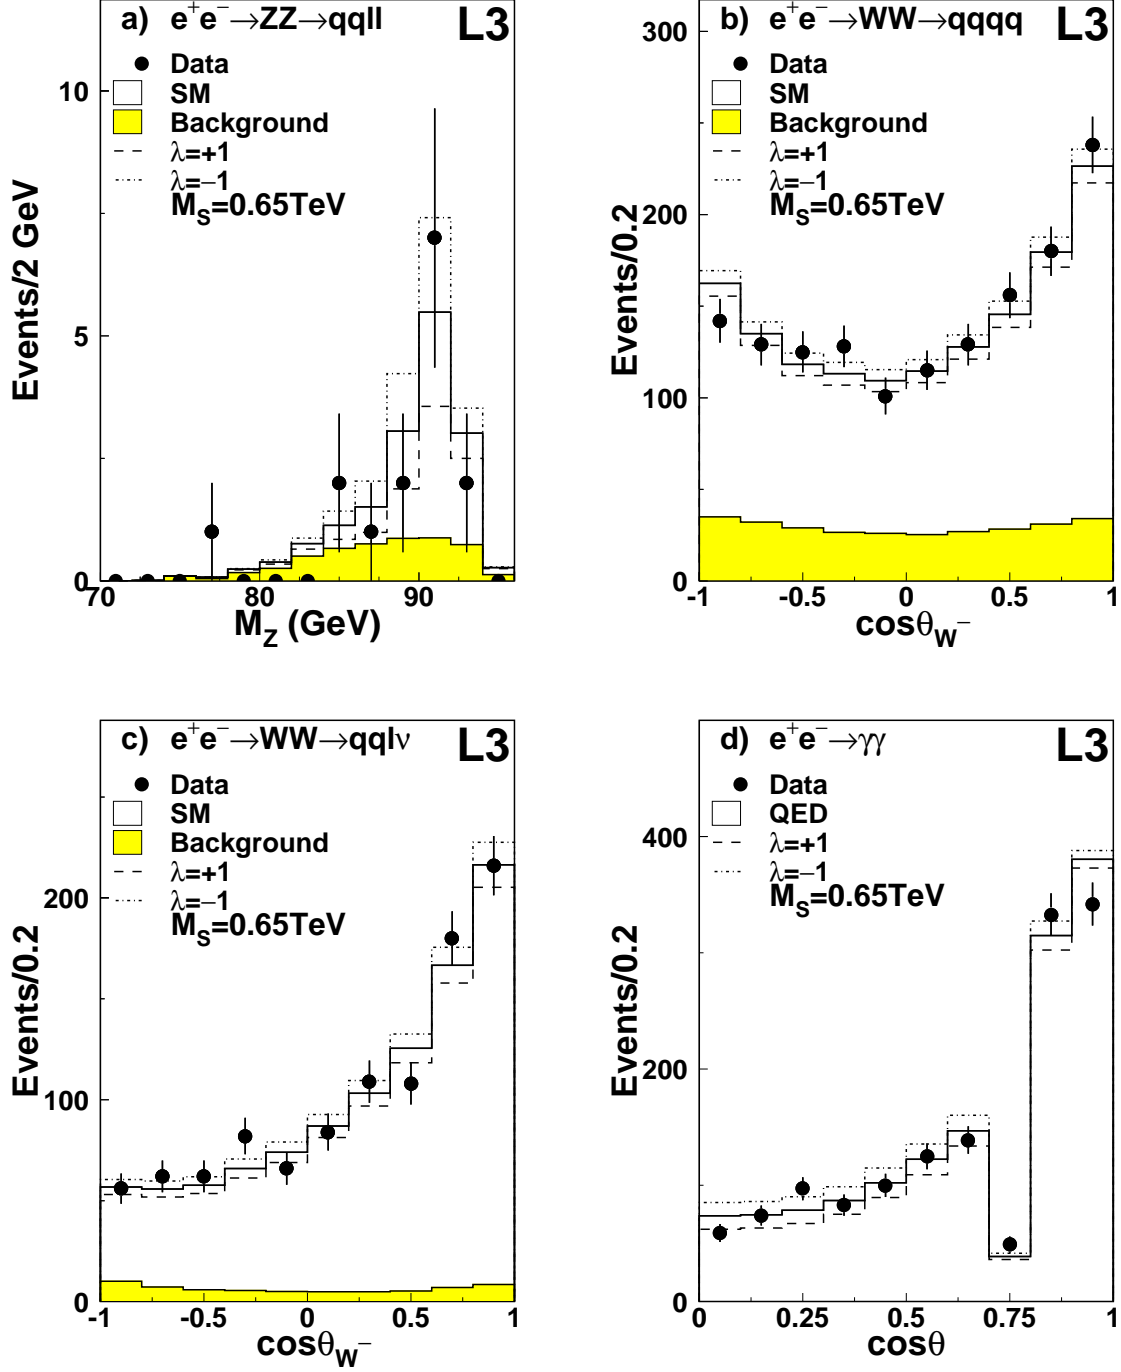 a) e⁺e⁻→ZZ→qqll L3
Data
SM
Background
λ=+1
λ=−1
M_S=0.65TeV
Events/2 GeV
10
5
0
70 80 90
M_Z (GeV)
b) e⁺e⁻→WW→qqqq L3
Data
SM
Background
λ=+1
λ=−1
M_S=0.65TeV
Events/0.2
300
200
100
0
-1 -0.5 0 0.5 1
cosθ_W⁻
c) e⁺e⁻→WW→qqlν L3
Data
SM
Background
λ=+1
λ=−1
M_S=0.65TeV
Events/0.2
200
100
0
-1 -0.5 0 0.5 1
cosθ_W⁻
d) e⁺e⁻→γγ L3
Data
QED
λ=+1
λ=−1
M_S=0.65TeV
Events/0.2
400
200
0
0 0.25 0.5 0.75 1
cosθ